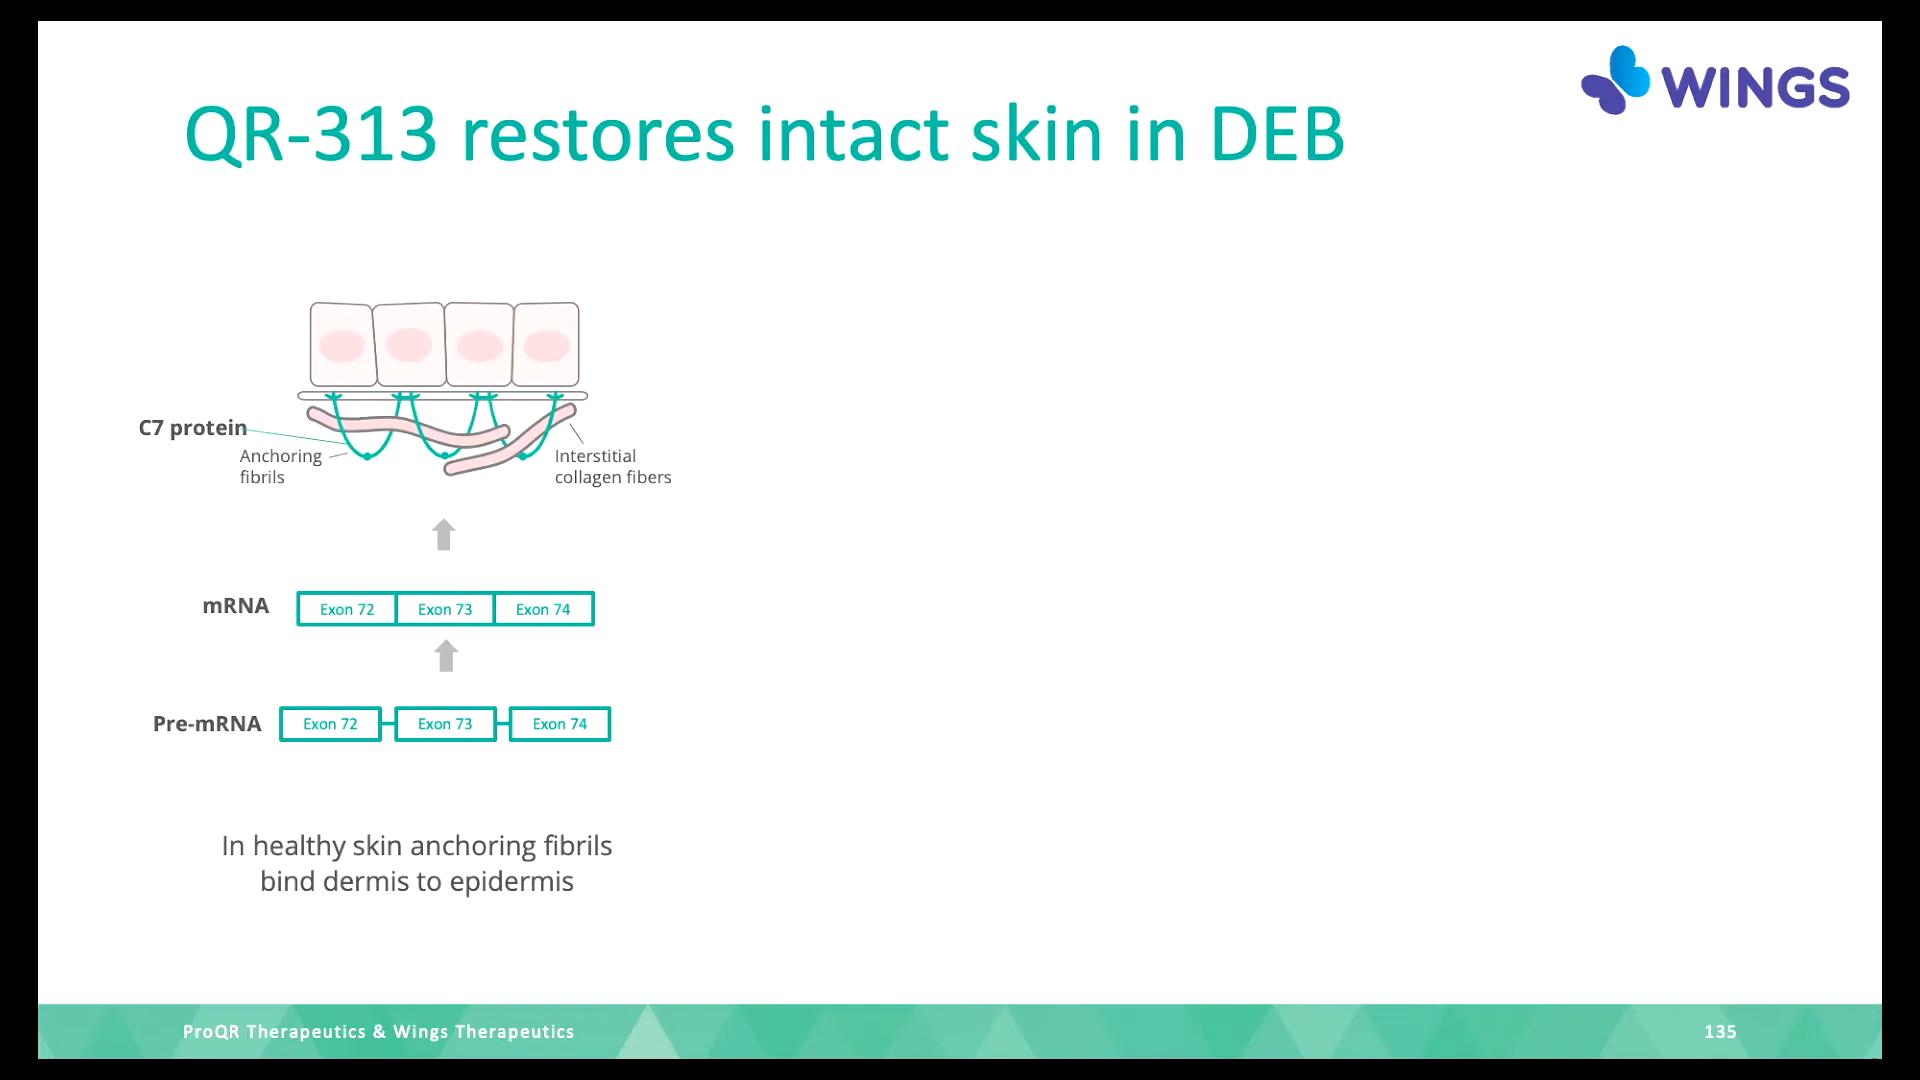 WINGS
QR-313 restores intact skin in DEB
C7 protein
Anchoring
fibrils
Interstitial
collagen fibers
mRNA
Exon 72 Exon 73 Exon 74
Pre-mRNA
Exon 72 Exon 73 Exon 74
In healthy skin anchoring fibrils
bind dermis to epidermis
ProQR Therapeutics & Wings Therapeutics
135